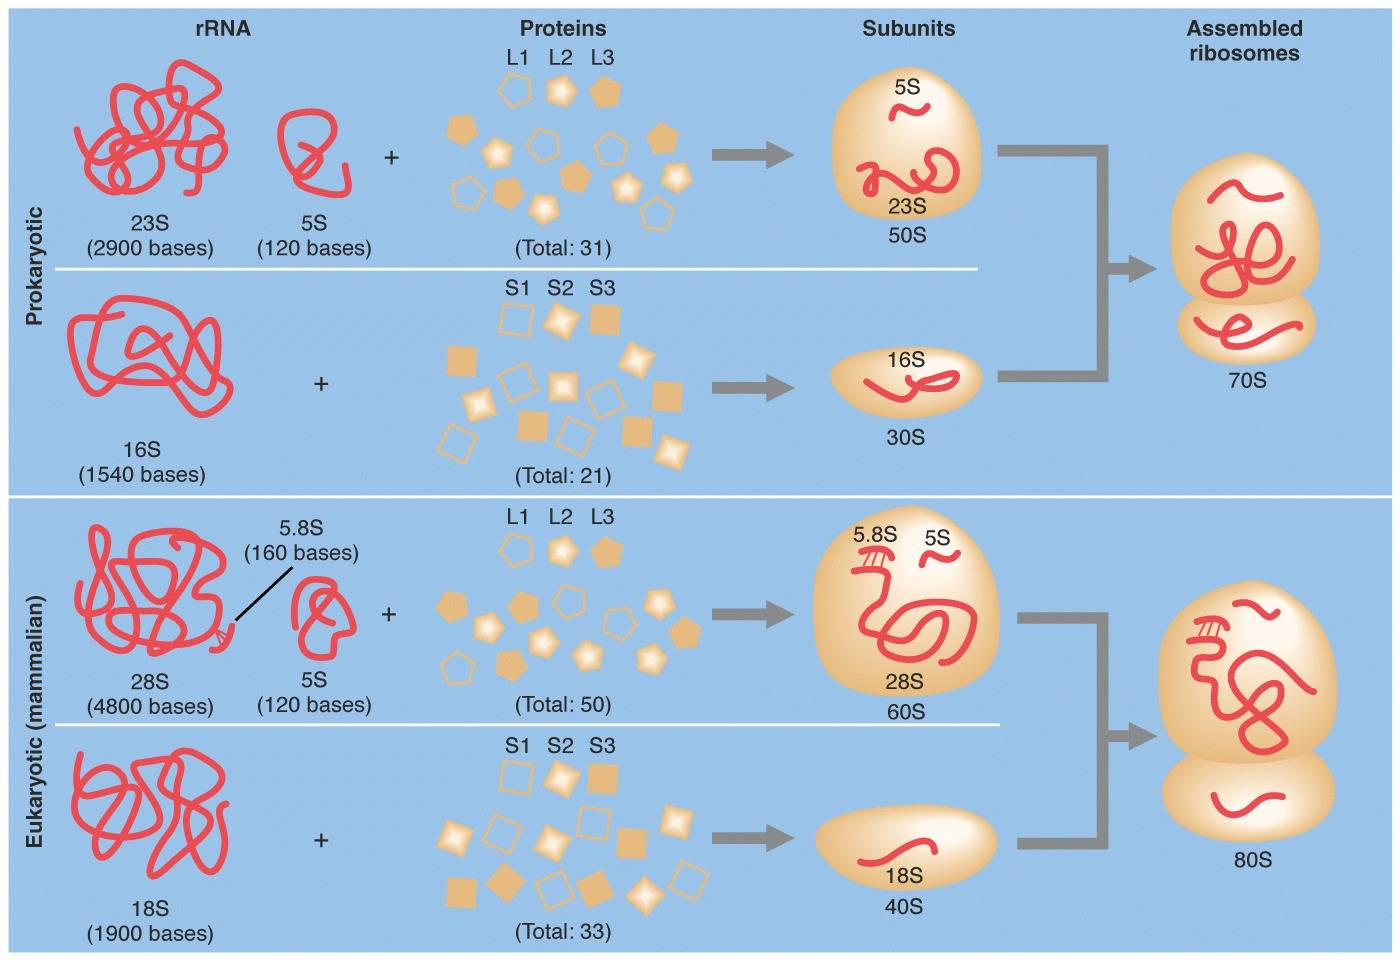 rRNA
Proteins
Subunits
Assembled
ribosomes
Prokaryotic
L1 L2 L3
23S
(2900 bases)
5S
(120 bases)
+
(Total: 31)
5S
23S
50S
16S
(1540 bases)
+
S1 S2 S3
(Total: 21)
16S
30S
70S
Eukaryotic (mammalian)
5.8S
(160 bases)
28S
(4800 bases)
5S
(120 bases)
+
L1 L2 L3
(Total: 50)
5.8S
5S
28S
60S
18S
(1900 bases)
+
S1 S2 S3
(Total: 33)
18S
40S
80S